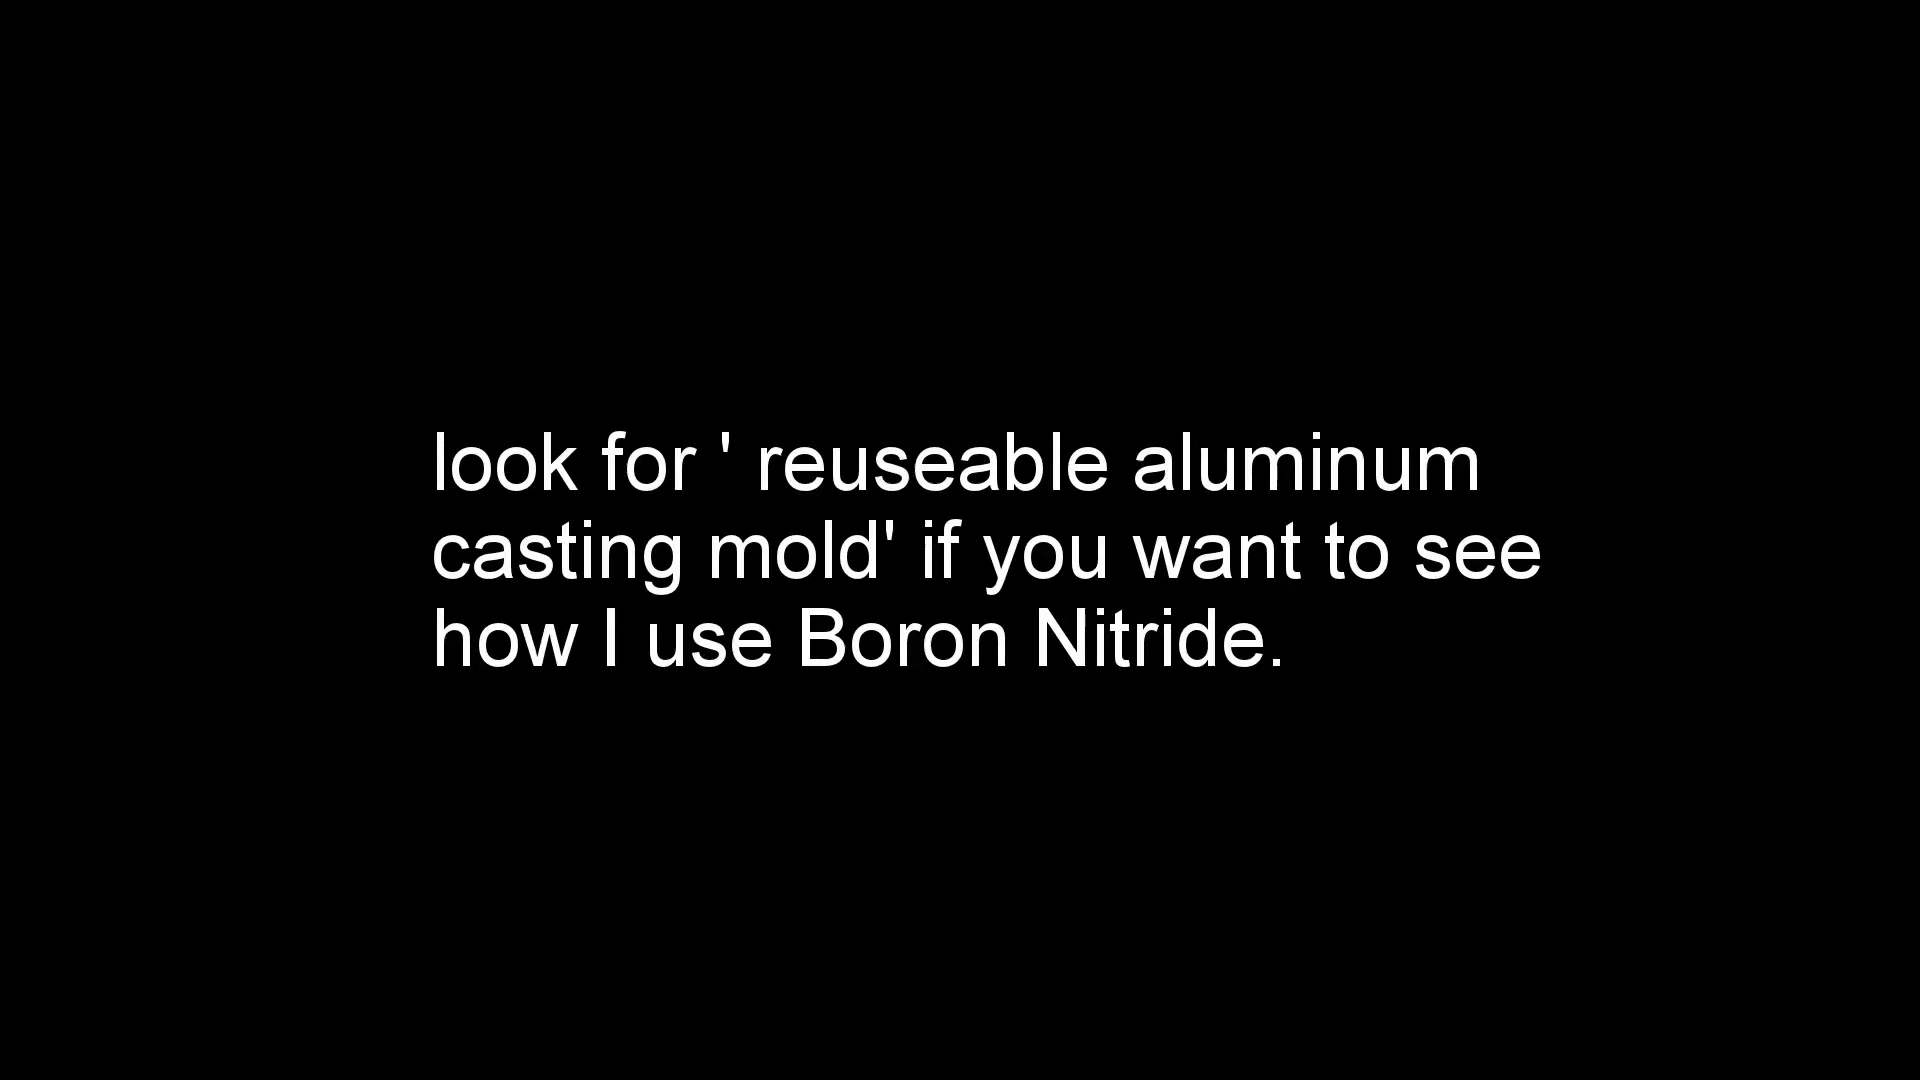 look for ' reuseable aluminum
casting mold' if you want to see
how I use Boron Nitride.